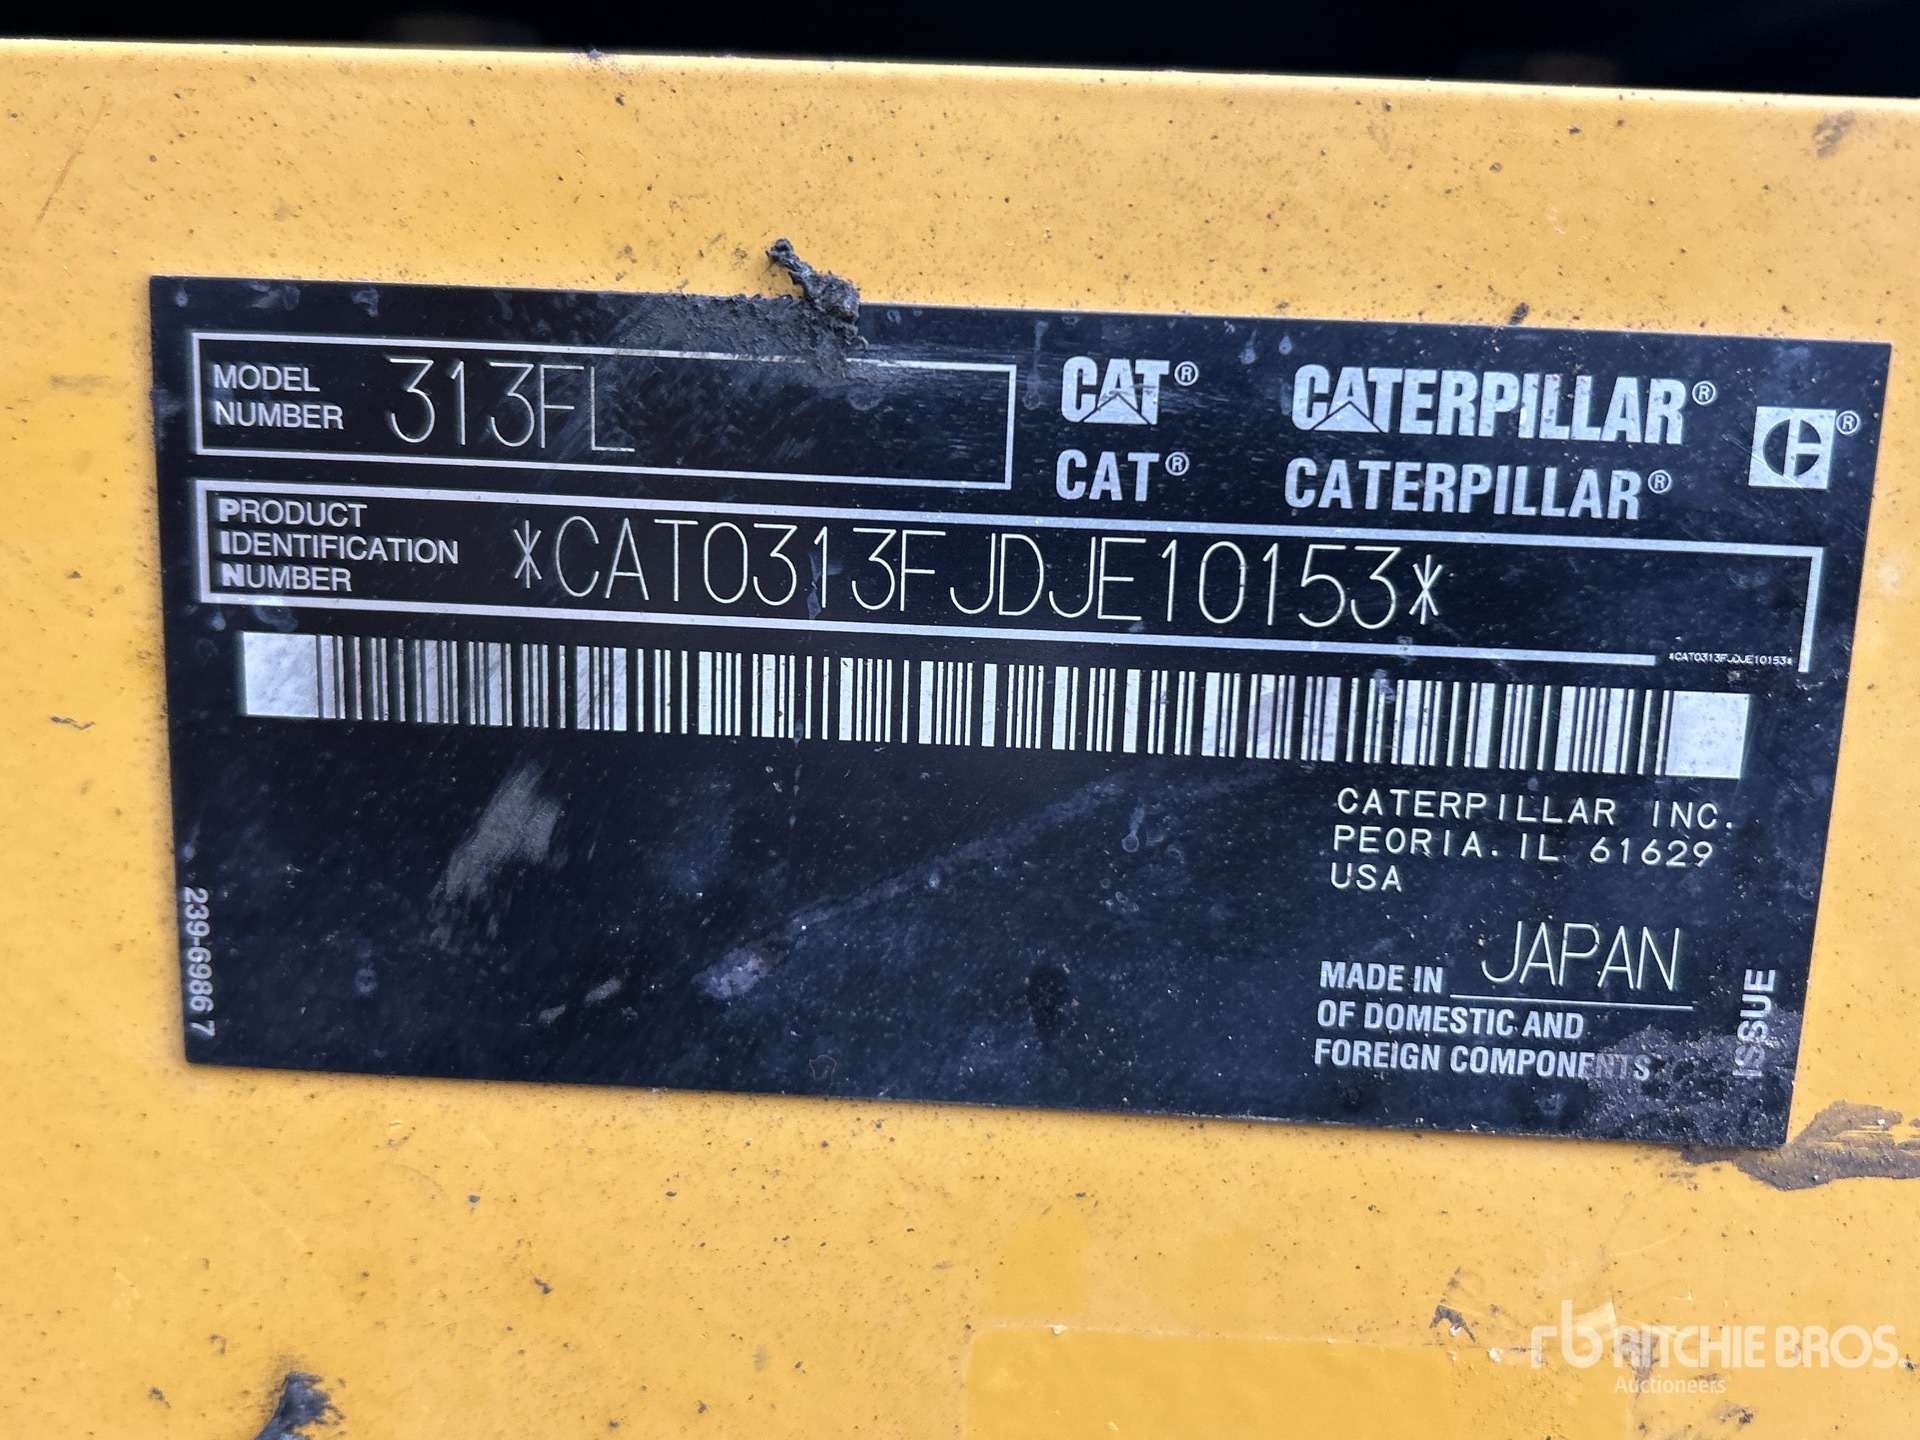 MODEL
NUMBER
313FL
CAT® CATERPILLAR® ®
CAT® CATERPILLAR®
PRODUCT
IDENTIFICATION
NUMBER
*CAT0313FJDJE10153*
*CAT0313FJDJE10153*
CATERPILLAR INC.
PEORIA. IL 61629
USA
MADE IN JAPAN
OF DOMESTIC AND
FOREIGN COMPONENTS
ISSUE
239-6986 7
rb RITCHIE BROS.
Auctioneers